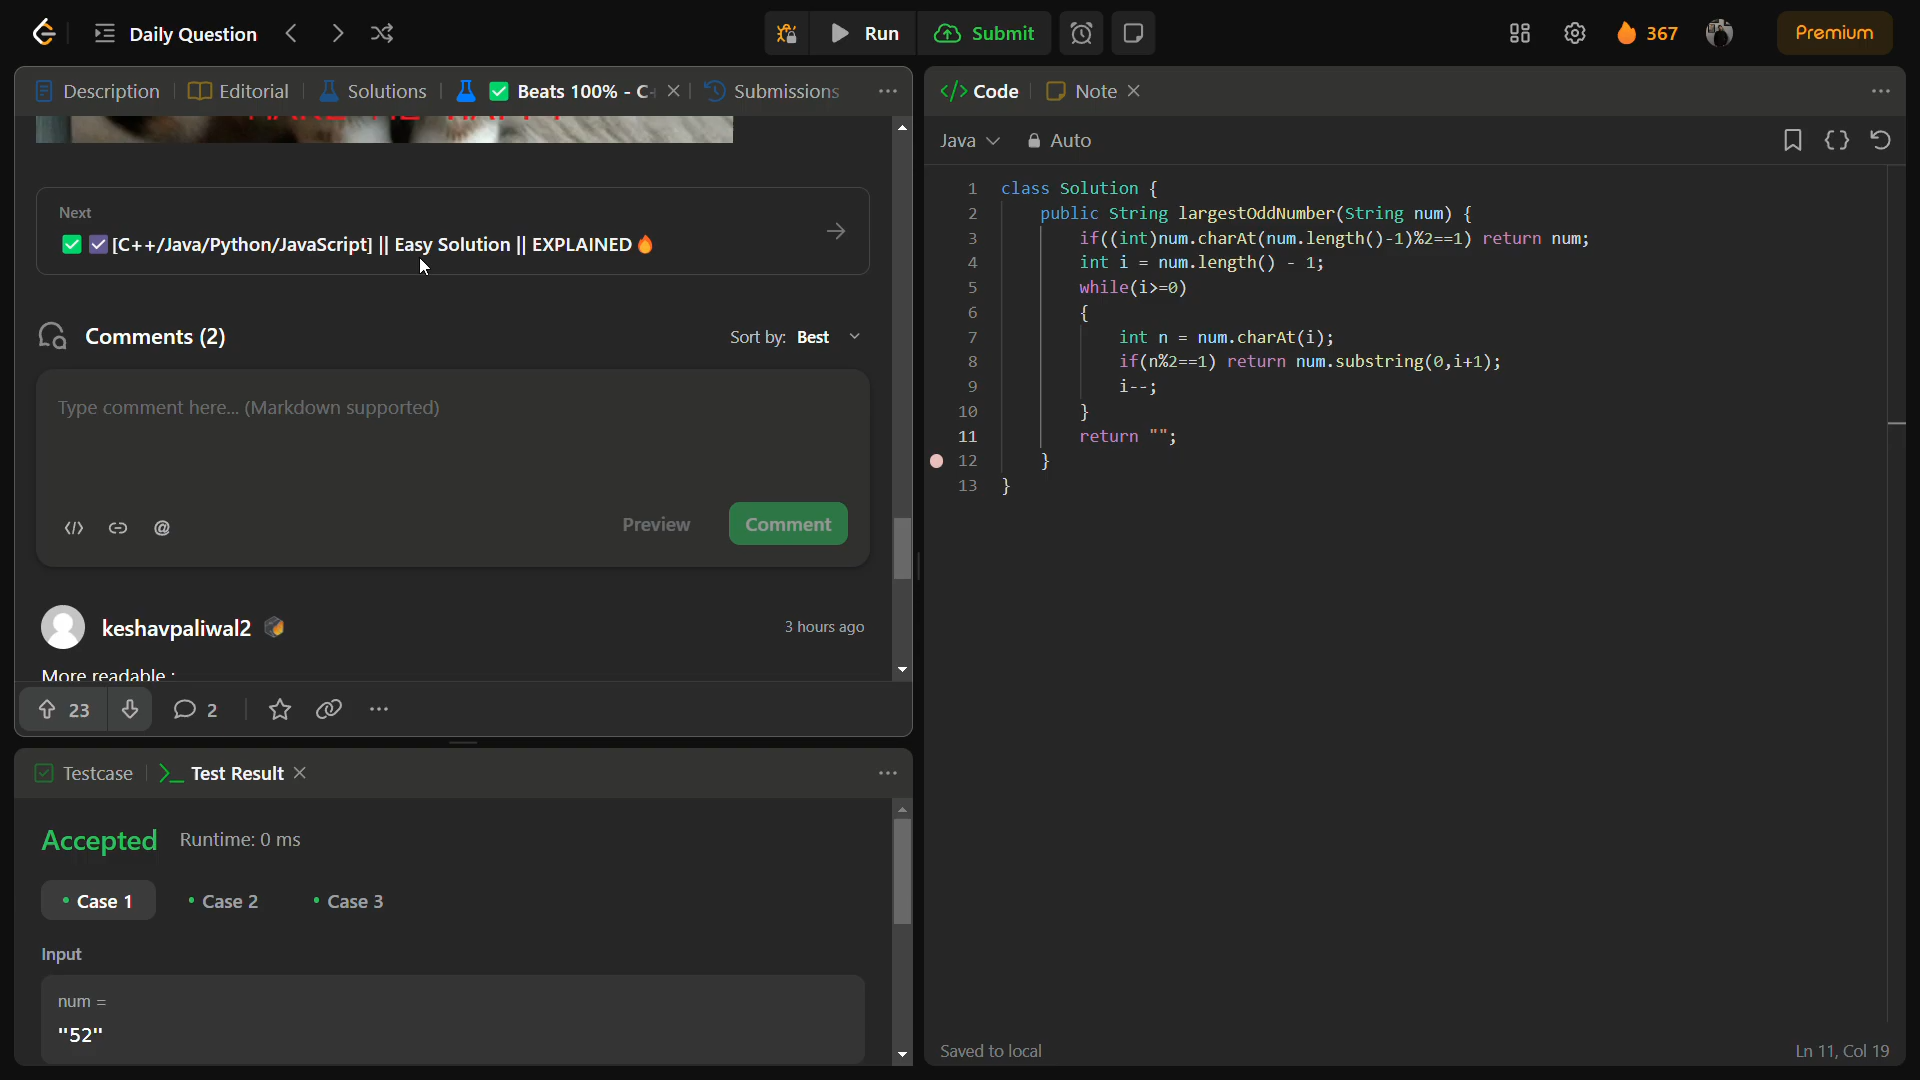 Daily Question
Run
Submit
367
Premium
Description
Editorial
Solutions
Beats 100% - C
Submissions
Next
[C++/Java/Python/JavaScript] || Easy Solution || EXPLAINED
Comments (2)
Sort by: Best
Type comment here... (Markdown supported)
Preview
Comment
keshavpaliwal2
3 hours ago
More readable :
23
2
Testcase
Test Result
Accepted
Runtime: 0 ms
Case 1
Case 2
Case 3
Input
num =
"52"
Code
Note
Java
Auto
1 class Solution {
2 public String largestOddNumber(String num) {
3 if((int)num.charAt(num.length()-1)%2==1) return num;
4 int i = num.length() - 1;
5 while(i>=0)
6 {
7 int n = num.charAt(i);
8 if(n%2==1) return num.substring(0,i+1);
9 i--;
10 }
11 return "";
12 }
13 }
Saved to local
Ln 11, Col 19